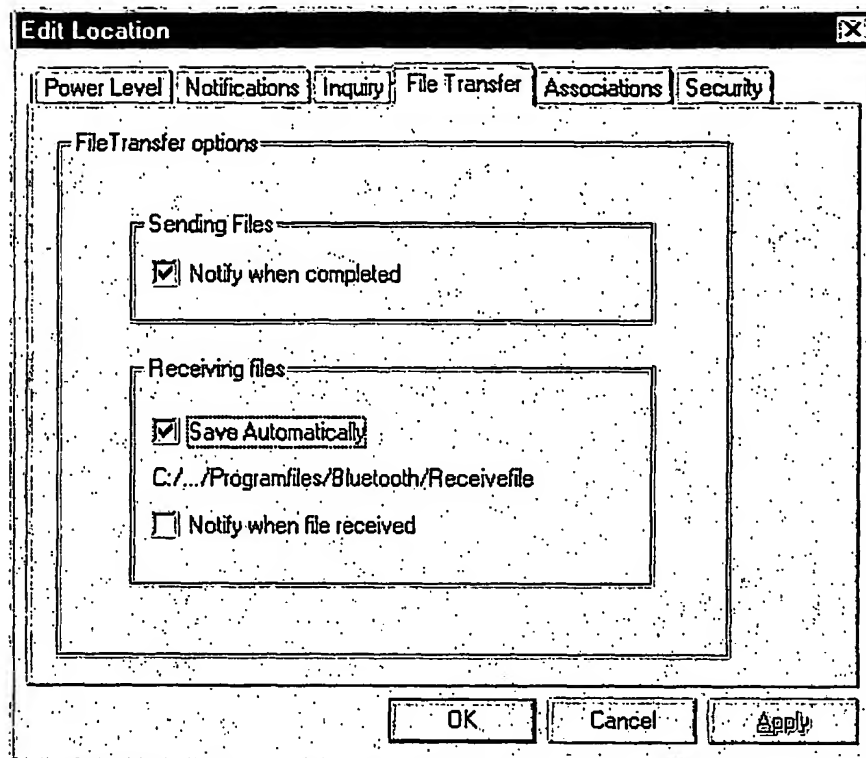 Edit Location
Power Level Notifications Inquiry File Transfer Associations Security
FileTransfer options
Sending Files
Notify when completed
Receiving files
Save Automatically
C:/.../Programfiles/Bluetooth/Receivefile
Notify when file received
OK Cancel Apply